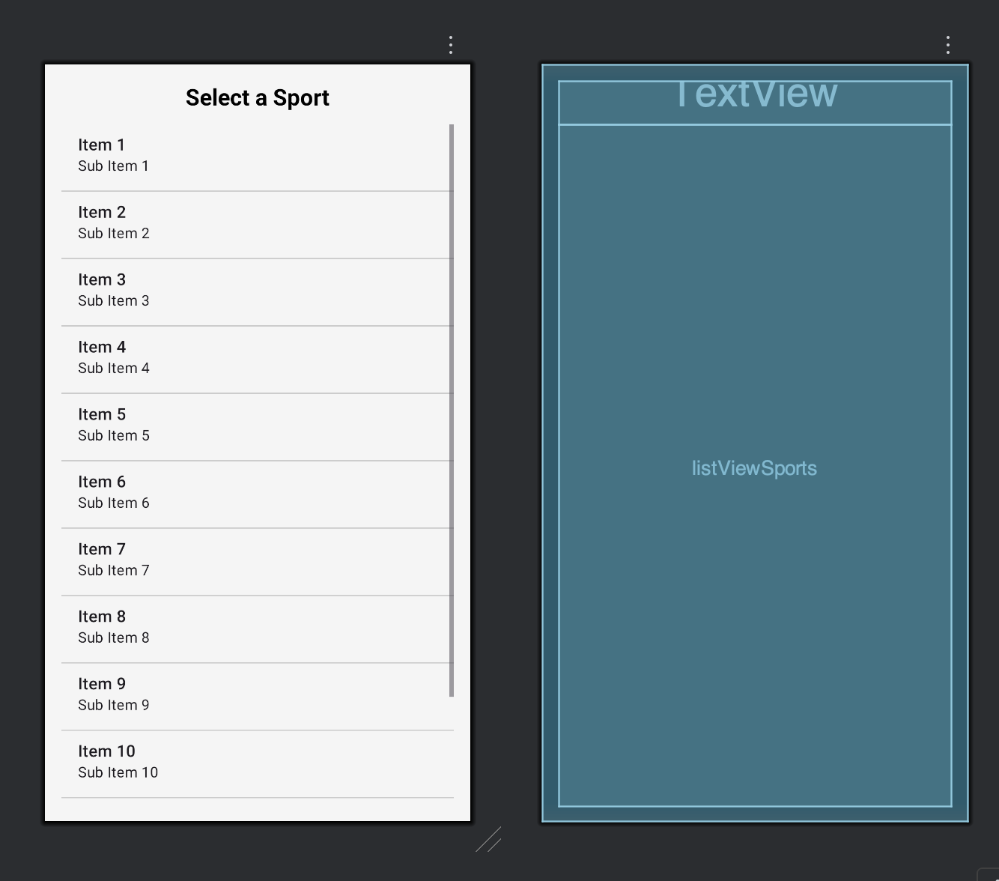 Select a Sport
Item 1
Sub Item 1
Item 2
Sub Item 2
Item 3
Sub Item 3
Item 4
Sub Item 4
Item 5
Sub Item 5
Item 6
Sub Item 6
Item 7
Sub Item 7
Item 8
Sub Item 8
Item 9
Sub Item 9
Item 10
Sub Item 10
TextView
listViewSports